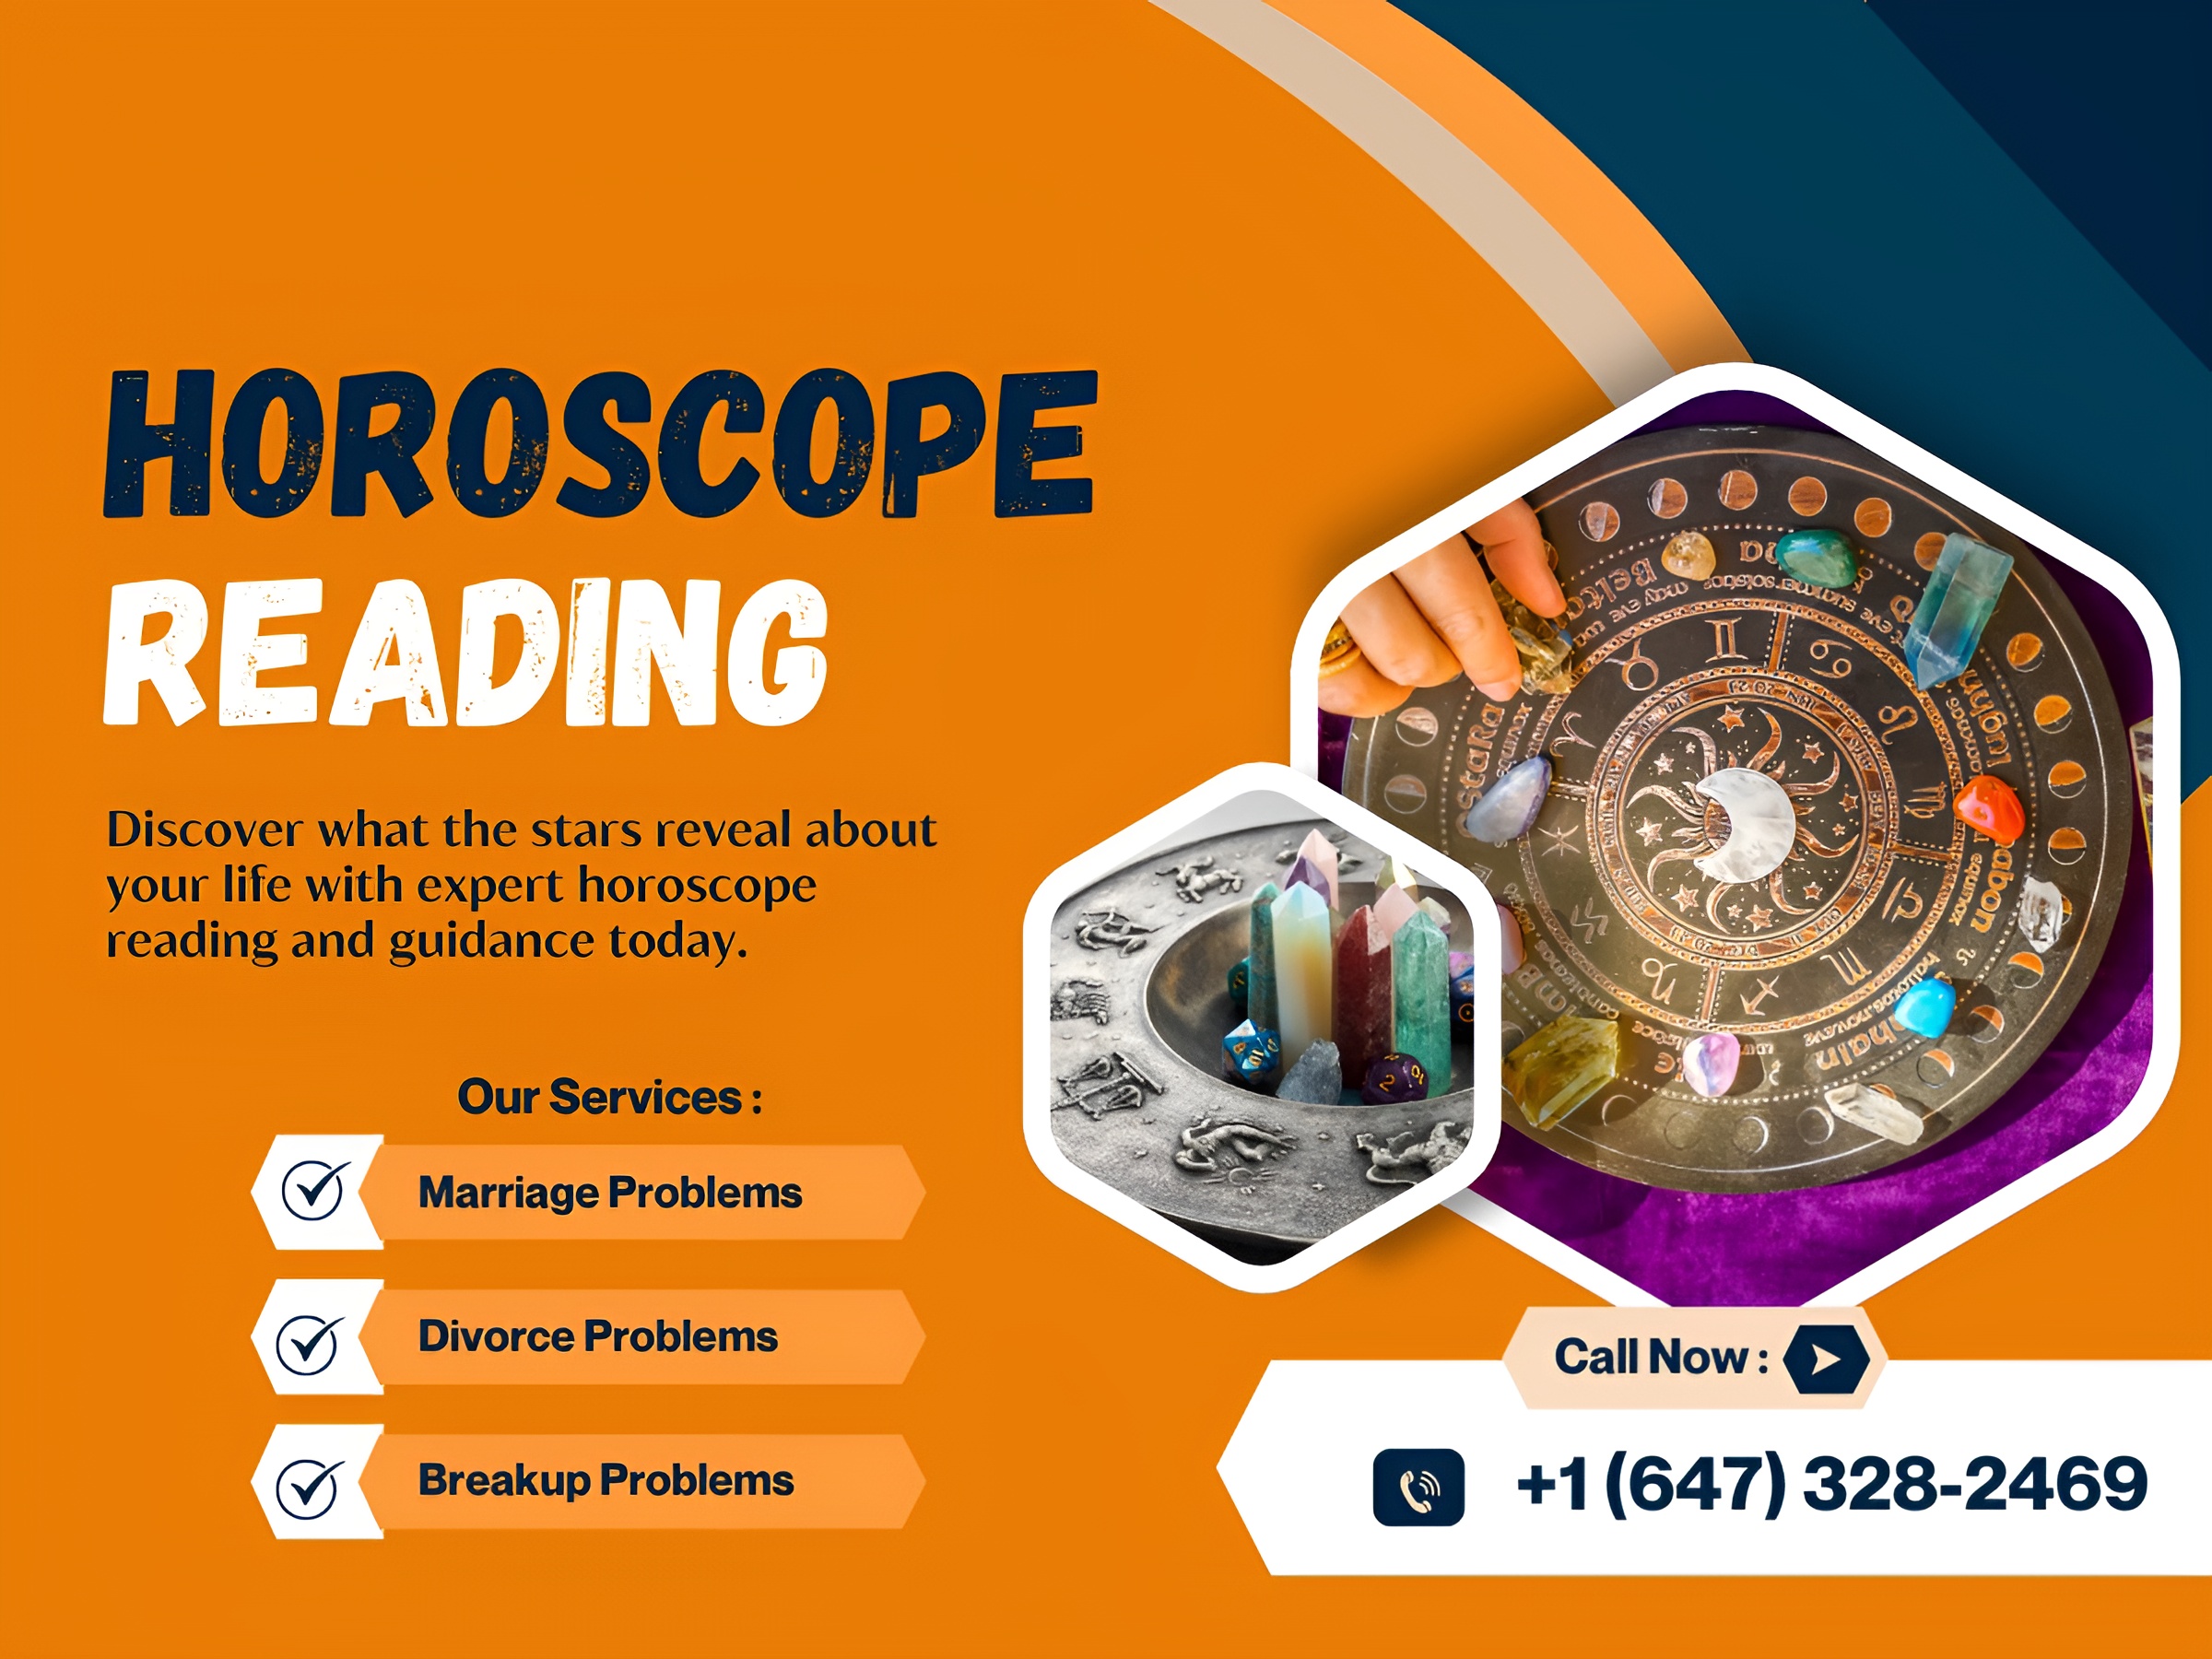 HOROSCOPE
READING
Discover what the stars reveal about
your life with expert horoscope
reading and guidance today.
Our Services :
Marriage Problems
Divorce Problems
Breakup Problems
Call Now :
+1 (647) 328-2469